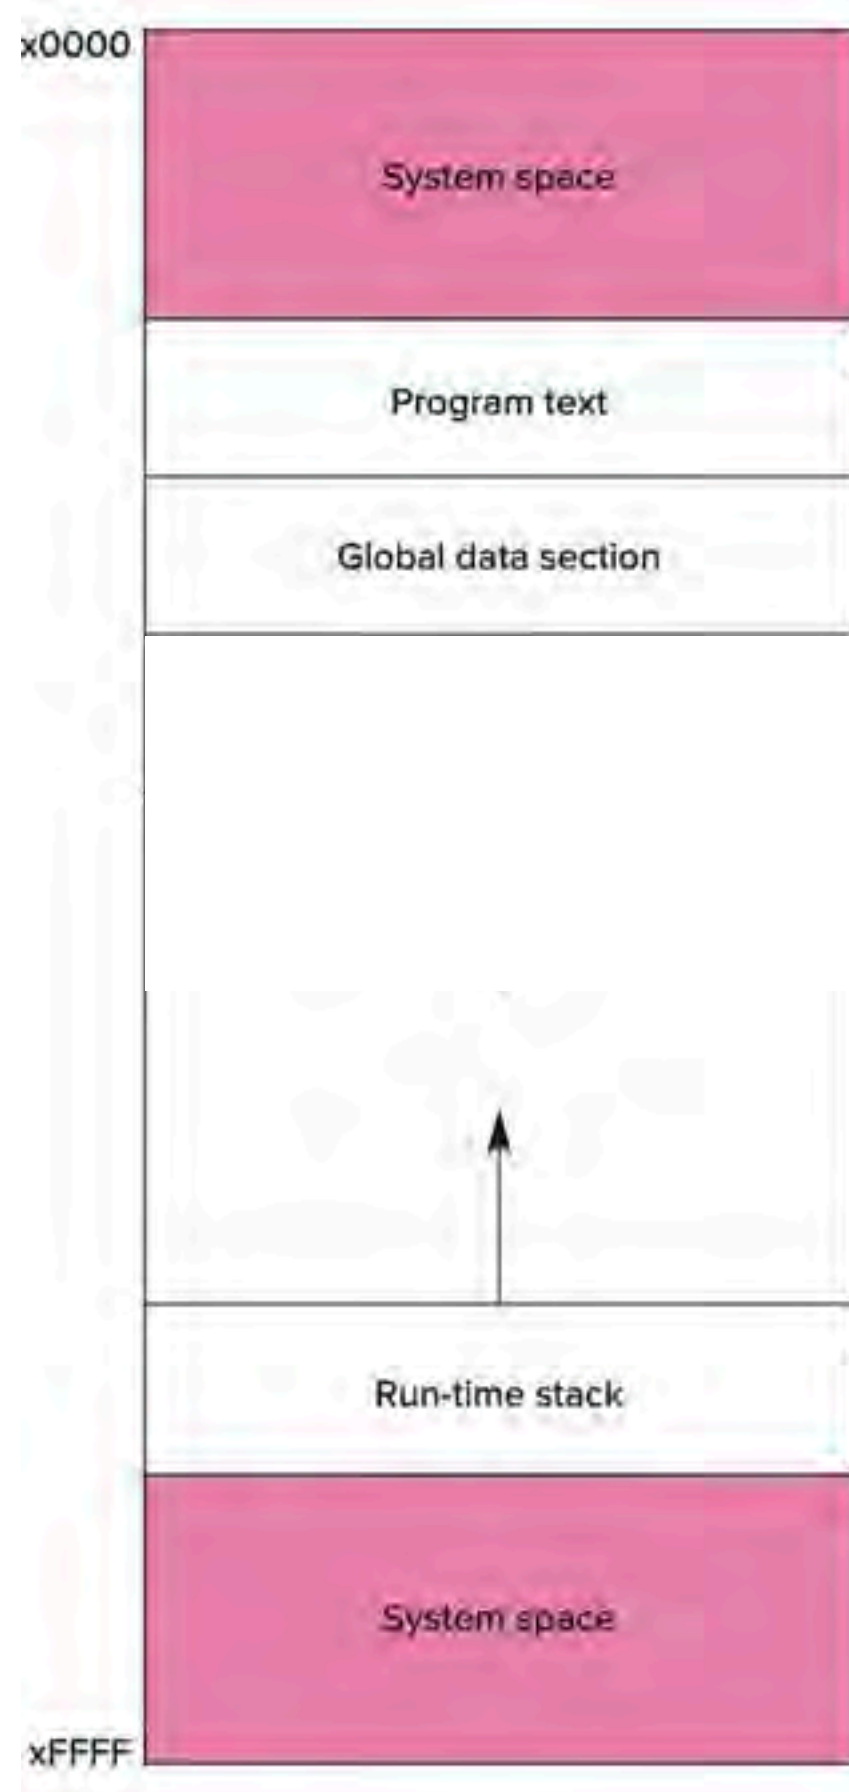 x0000
System space
Program text
Global data section
Run-time stack
System space
xFFFF